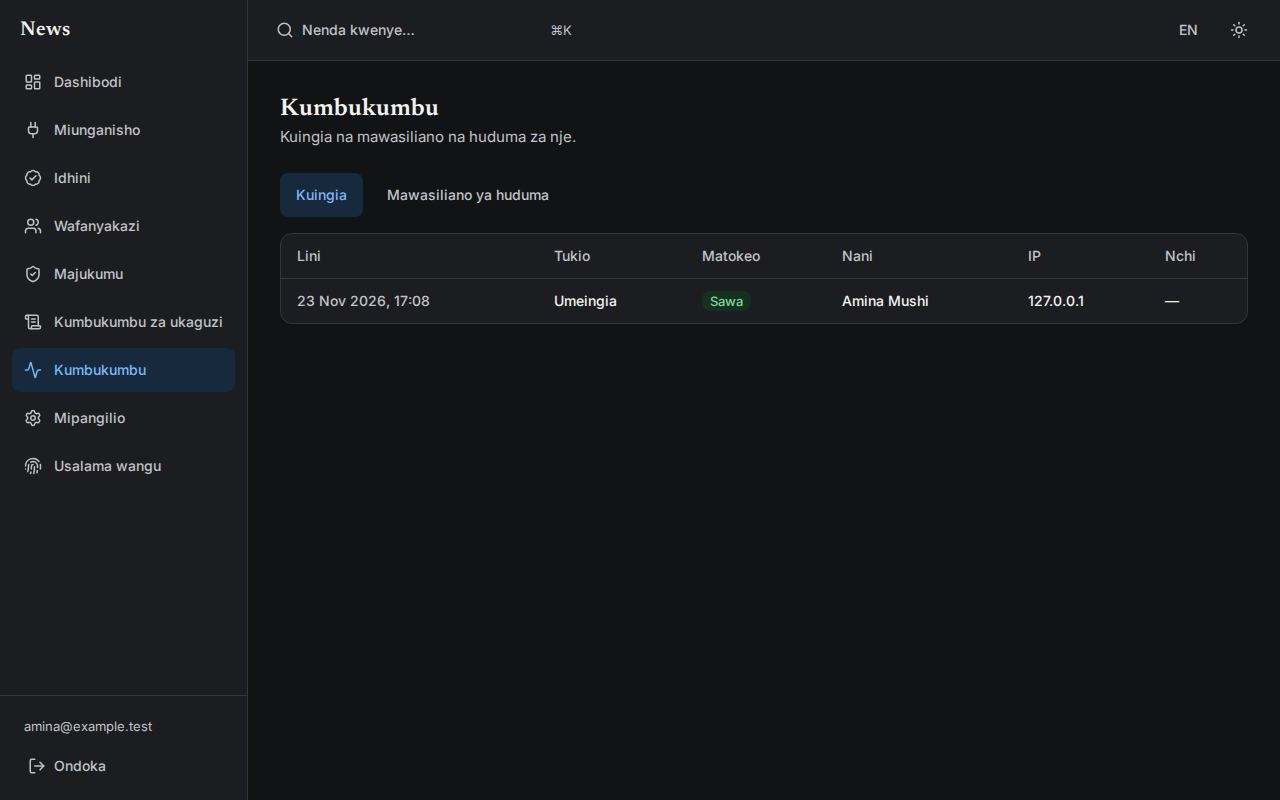 News
Dashibodi
Miunganisho
Idhini
Wafanyakazi
Majukumu
Kumbukumbu za ukaguzi
Kumbukumbu
Mipangilio
Usalama wangu
amina@example.test
Ondoka
Nenda kwenye... ⌘K EN
Kumbukumbu
Kuingia na mawasiliano na huduma za nje.
Kuingia Mawasiliano ya huduma
Lini Tukio Matokeo Nani IP Nchi
23 Nov 2026, 17:08 Umeingia Sawa Amina Mushi 127.0.0.1 —